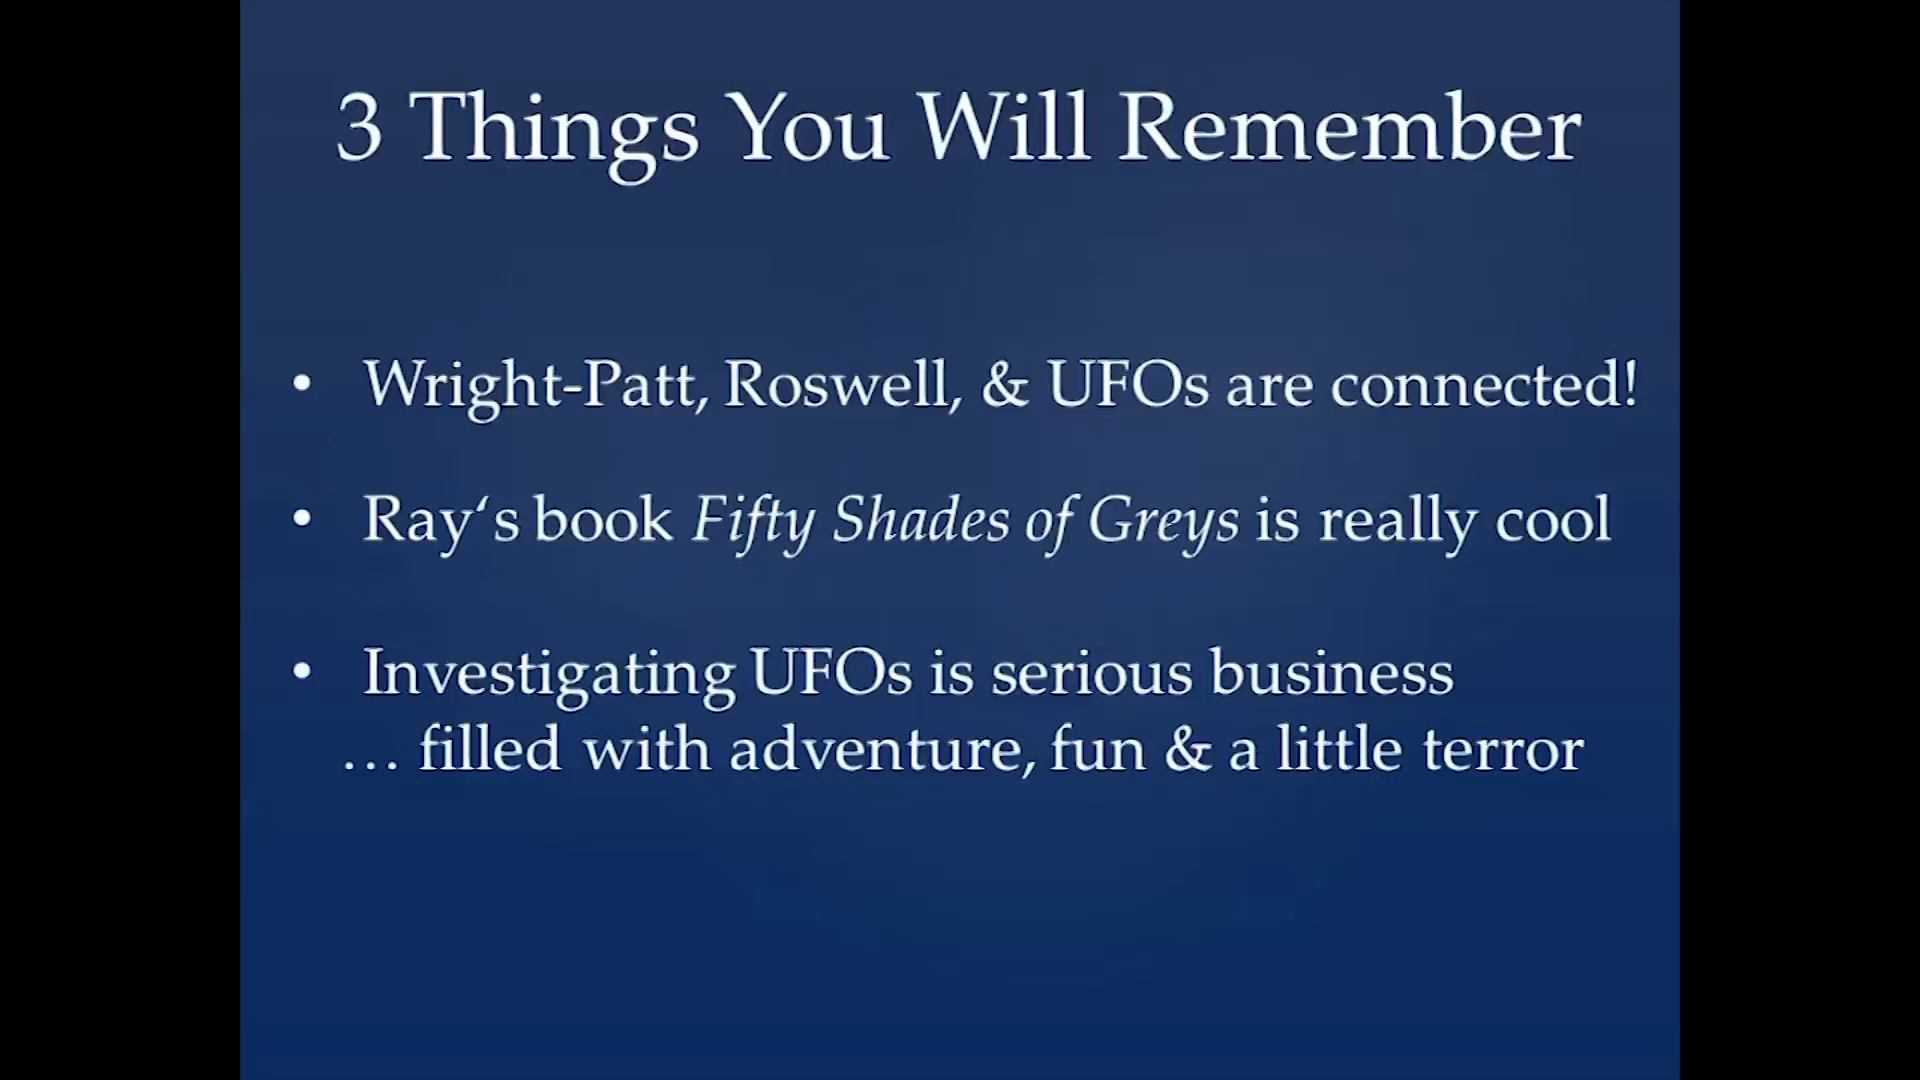 3 Things You Will Remember
• Wright-Patt, Roswell, & UFOs are connected!
• Ray‘s book Fifty Shades of Greys is really cool
• Investigating UFOs is serious business
… filled with adventure, fun & a little terror